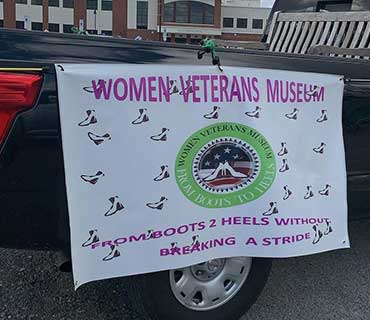 WOMEN VETERANS MUSEUM
WOMEN VETERANS MUSEUM
FROM BOOTS TO HEELS
FROM BOOTS 2 HEELS WITHOUT
BREAKING A STRIDE